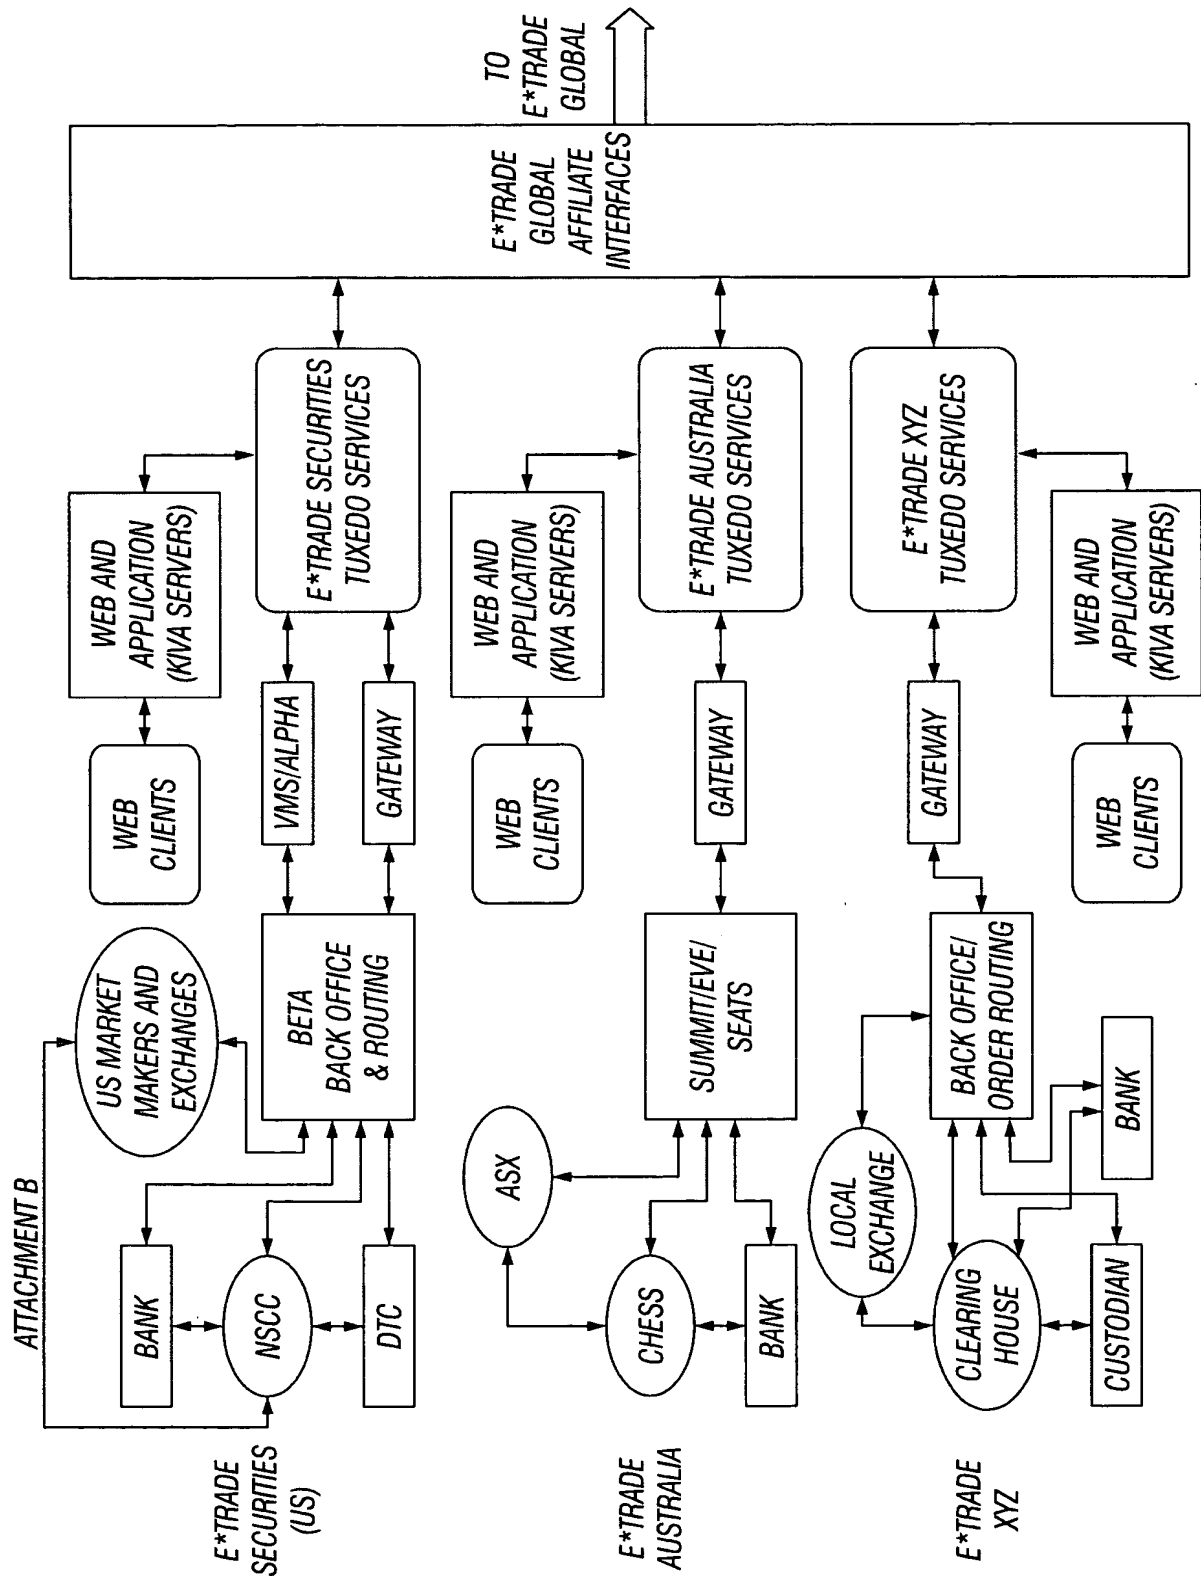 ATTACHMENT B
E*TRADE
SECURITIES
(US)
BANK
NSCC
DTC
US MARKET
MAKERS AND
EXCHANGES
BETA
BACK OFFICE
& ROUTING
WEB
CLIENTS
VMS/ALPHA
GATEWAY
WEB AND
APPLICATION
(KIVA SERVERS)
E*TRADE SECURITIES
TUXEDO SERVICES
E*TRADE
AUSTRALIA
ASX
CHESS
BANK
SUMMIT/EVE/
SEATS
WEB
CLIENTS
GATEWAY
WEB AND
APPLICATION
(KIVA SERVERS)
E*TRADE AUSTRALIA
TUXEDO SERVICES
E*TRADE
XYZ
LOCAL
EXCHANGE
CLEARING
HOUSE
CUSTODIAN
BANK
BACK OFFICE/
ORDER ROUTING
GATEWAY
WEB
CLIENTS
WEB AND
APPLICATION
(KIVA SERVERS)
E*TRADE XYZ
TUXEDO SERVICES
E*TRADE
GLOBAL
AFFILIATE
INTERFACES
TO
E*TRADE
GLOBAL